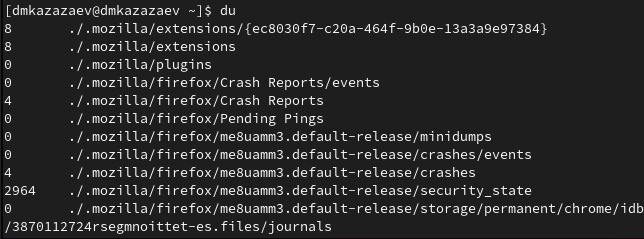 [dmkazazaev@dmkazazaev ~]$ du
8 ./.mozilla/extensions/{ec8030f7-c20a-464f-9b0e-13a3a9e97384}
8 ./.mozilla/extensions
0 ./.mozilla/plugins
0 ./.mozilla/firefox/Crash Reports/events
4 ./.mozilla/firefox/Crash Reports
0 ./.mozilla/firefox/Pending Pings
0 ./.mozilla/firefox/me8uamm3.default-release/minidumps
0 ./.mozilla/firefox/me8uamm3.default-release/crashes/events
4 ./.mozilla/firefox/me8uamm3.default-release/crashes
2964 ./.mozilla/firefox/me8uamm3.default-release/security_state
0 ./.mozilla/firefox/me8uamm3.default-release/storage/permanent/chrome/idb
/3870112724rsegmnoittet-es.files/journals